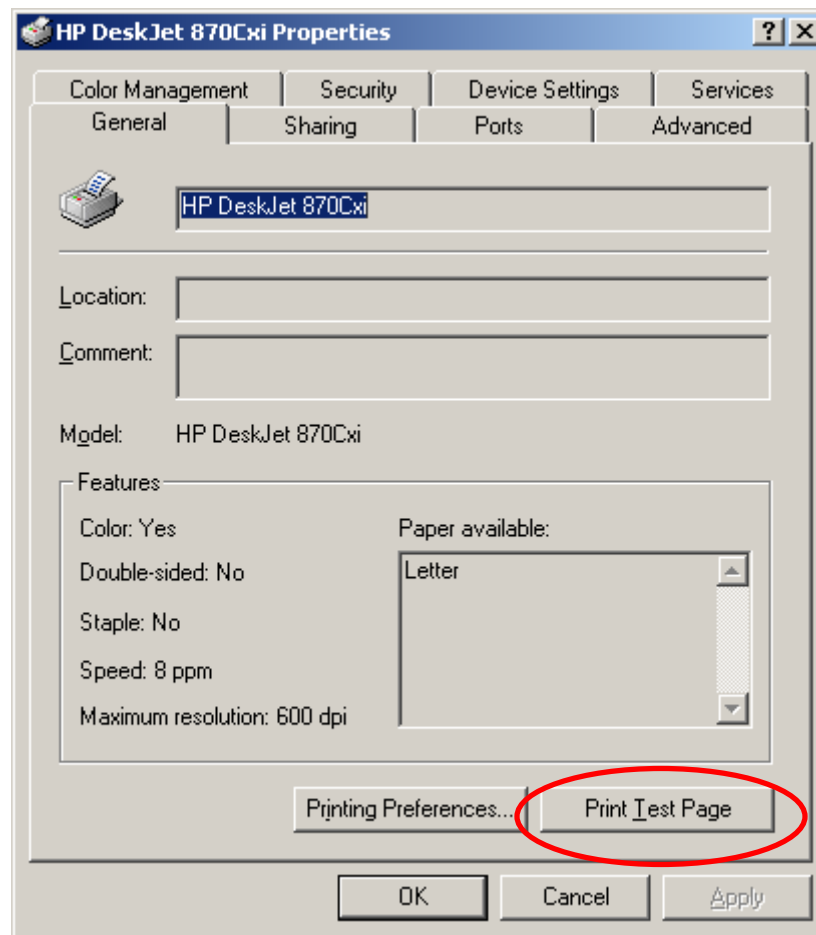 HP DeskJet 870Cxi Properties
Color Management Security Device Settings Services
General Sharing Ports Advanced
HP DeskJet 870Cxi
Location:
Comment:
Model: HP DeskJet 870Cxi
Features
Color: Yes Paper available:
Double-sided: No Letter
Staple: No
Speed: 8 ppm
Maximum resolution: 600 dpi
Printing Preferences... Print Test Page
OK Cancel Apply